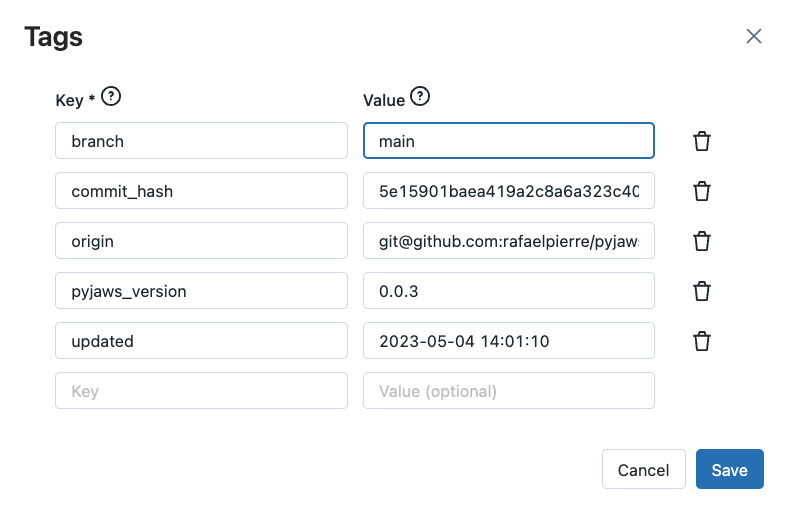 Tags
Key * ?
Value ?
branch
main
commit_hash
5e15901baea419a2c8a6a323c40
origin
git@github.com:rafaelpierre/pyjaws
pyjaws_version
0.0.3
updated
2023-05-04 14:01:10
Key
Value (optional)
Cancel
Save